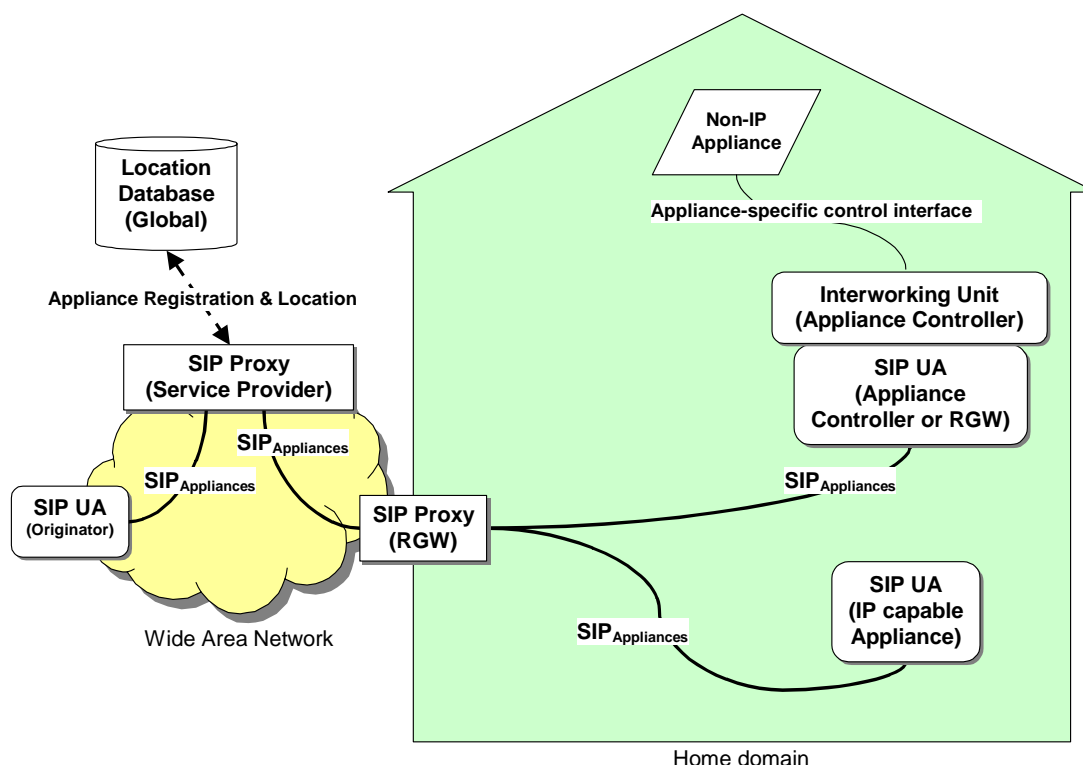 Non-IP
Appliance
Location
Database
(Global)
Appliance-specific control interface
Appliance Registration & Location
Interworking Unit
(Appliance Controller)
SIP Proxy
(Service Provider)
SIP UA
(Appliance
Controller or RGW)
SIPAppliances
SIPAppliances
SIPAppliances
SIP UA
(Originator)
SIP Proxy
(RGW)
SIP UA
(IP capable
Appliance)
SIPAppliances
Wide Area Network
Home domain